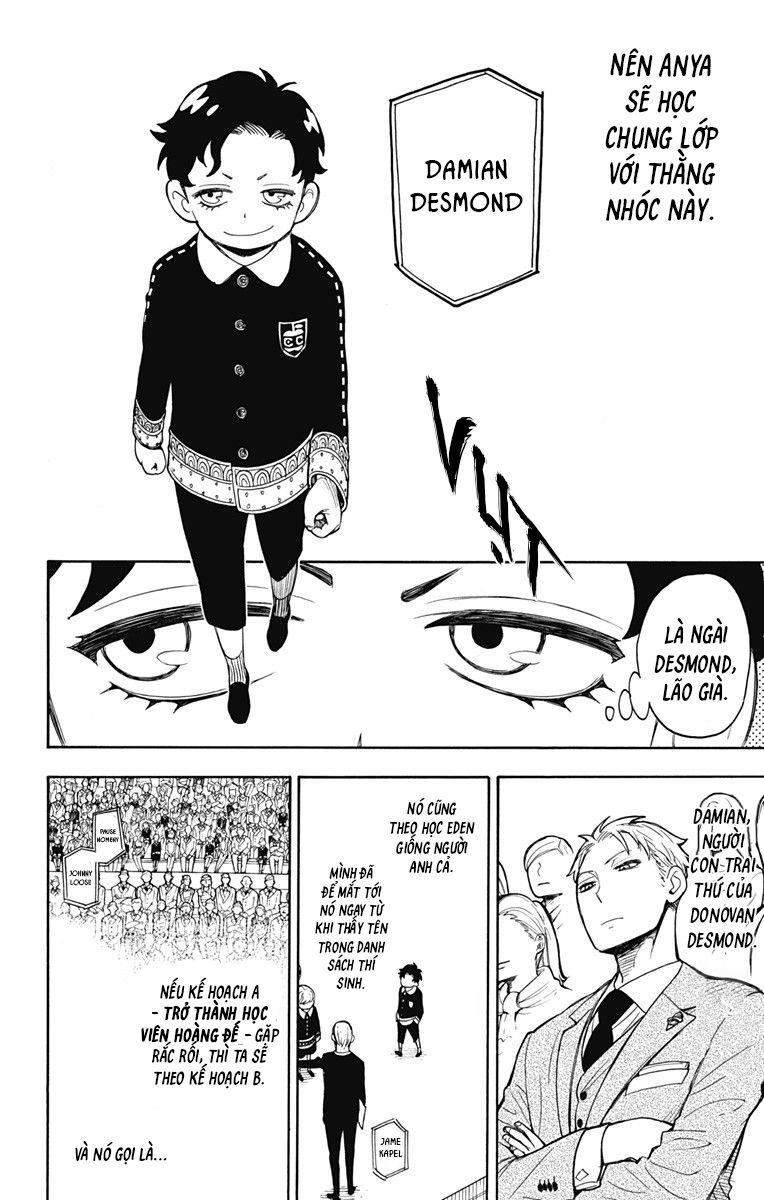 NÊN ANYA
SẼ HỌC
CHUNG LỚP
VỚI THẰNG
NHÓC NÀY.
DAMIAN
DESMOND
VỤT
LÀ NGÀI
DESMOND,
LÃO GIÀ.
DAMIAN,
NGƯỜI
CON TRAI
THỨ CỦA
DONOVAN
DESMOND.
NÓ CŨNG
THEO HỌC EDEN
GIỐNG NGƯỜI
ANH CẢ.
MÌNH ĐÃ
ĐỂ MẮT TỚI
NÓ NGAY TỪ
KHI THẤY TÊN
TRONG DANH
SÁCH THÍ
SINH.
JAME
KAPEL
PAUSE
NOMERY
JOHNNY
LOOSE
NẾU KẾ HOẠCH A
- TRỞ THÀNH HỌC
VIÊN HOÀNG ĐẾ - GẶP
RẮC RỐI, THÌ TA SẼ
THEO KẾ HOẠCH B.
VÀ NÓ GỌI LÀ...